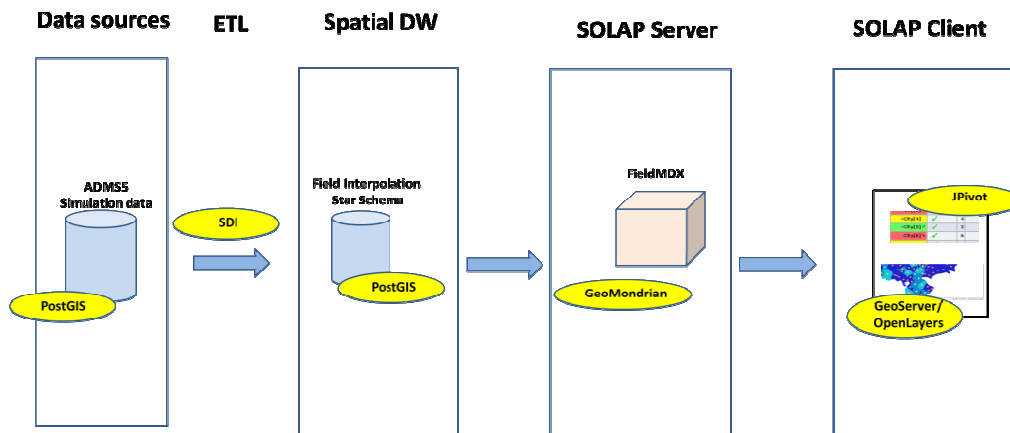 Data sources
ETL
Spatial DW
SOLAP Server
SOLAP Client
ADMS5
Simulation data
SDI
PostGIS
Field Interpolation
Star Schema
PostGIS
FieldMDX
GeoMondrian
JPivot
GeoServer/
OpenLayers